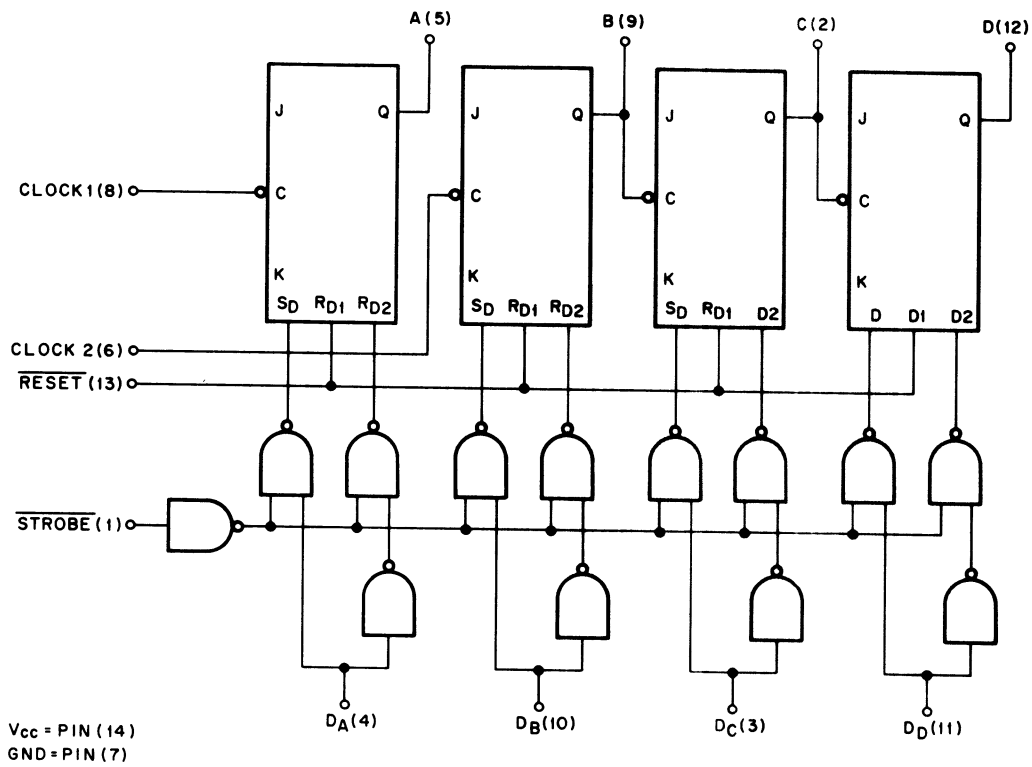 A(5)
B(9)
C(2)
D(12)
J Q
J Q
J Q
J Q
CLOCK 1(8)
C
C
C
C
K
K
K
K
SD RD1 RD2
SD RD1 RD2
SD RD1 D2
D D1 D2
CLOCK 2(6)
RESET(13)
STROBE(1)
DA(4)
DB(10)
DC(3)
DD(11)
VCC = PIN(14)
GND=PIN(7)